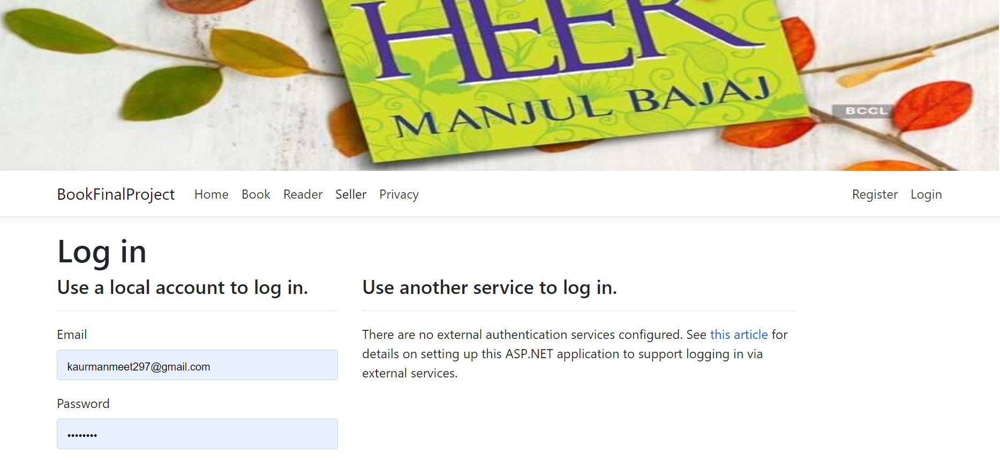 HEER
MANJUL BAJAJ
BCCL
BookFinalProject Home Book Reader Seller Privacy Register Login
Log in
Use a local account to log in.
Use another service to log in.
Email
kaurmanmeet297@gmail.com
Password
••••••••
There are no external authentication services configured. See this article for
details on setting up this ASP.NET application to support logging in via
external services.